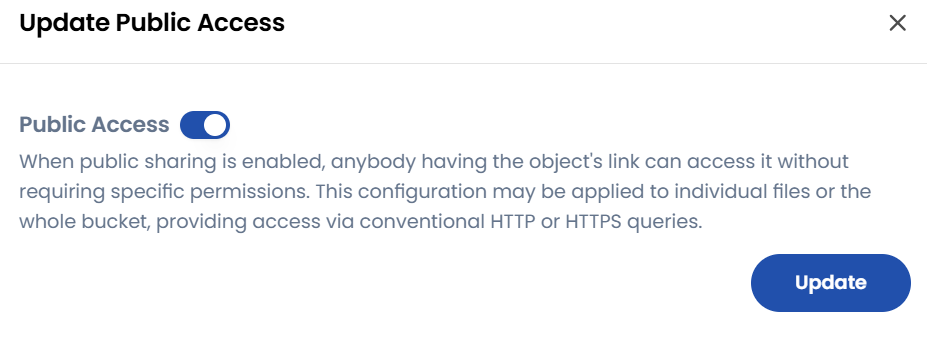 Update Public Access
Public Access
When public sharing is enabled, anybody having the object's link can access it without
requiring specific permissions. This configuration may be applied to individual files or the
whole bucket, providing access via conventional HTTP or HTTPS queries.
Update